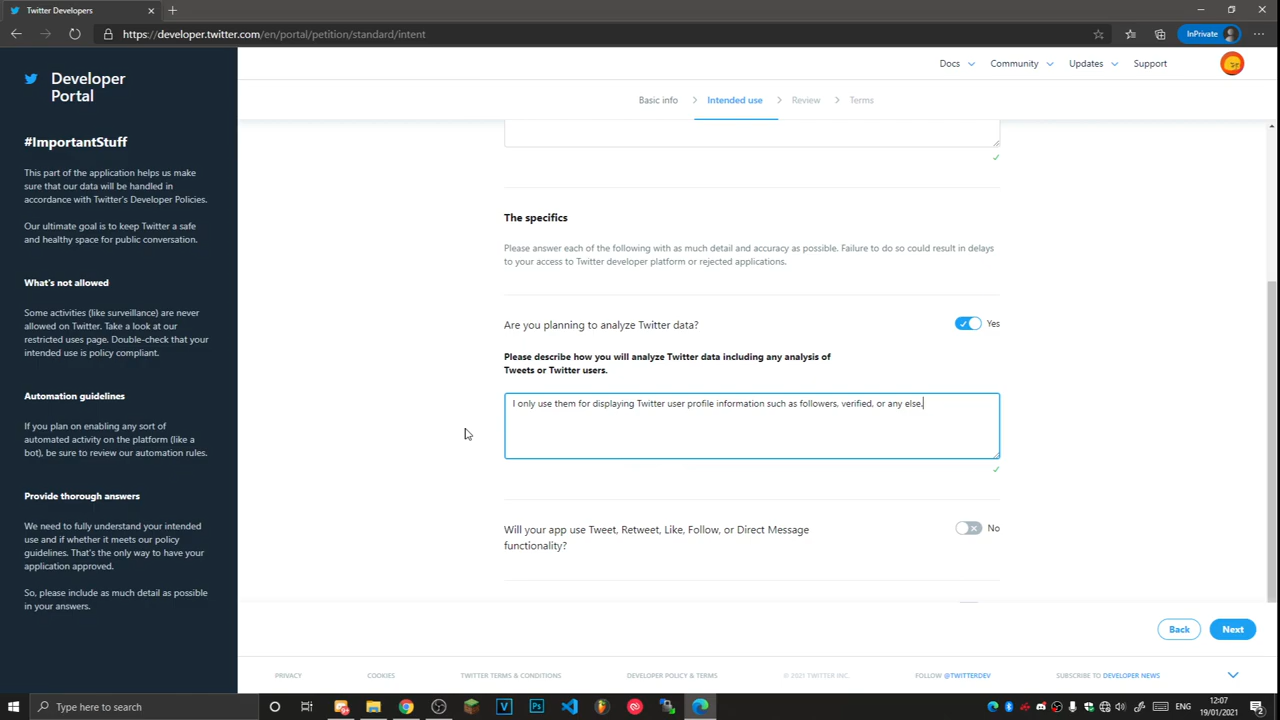 Twitter Developers
https://developer.twitter.com/en/portal/petition/standard/intent
InPrivate
Developer
Portal
#ImportantStuff
This part of the application helps us make
sure that our data will be handled in
accordance with Twitter's Developer Policies.
Our ultimate goal is to keep Twitter a safe
and healthy space for public conversation.
What's not allowed
Some activities (like surveillance) are never
allowed on Twitter. Take a look at our
restricted uses page. Double-check that your
intended use is policy compliant.
Automation guidelines
If you plan on enabling any sort of
automated activity on the platform (like a
bot), be sure to review our automation rules.
Provide thorough answers
We need to fully understand your intended
use and if whether it meets our policy
guidelines. That's the only way to have your
application approved.
So, please include as much detail as possible
in your answers.
Docs
Community
Updates
Support
Basic info
Intended use
Review
Terms
The specifics
Please answer each of the following with as much detail and accuracy as possible. Failure to do so could result in delays
to your access to Twitter developer platform or rejected applications.
Are you planning to analyze Twitter data?
Yes
Please describe how you will analyze Twitter data including any analysis of
Tweets or Twitter users.
I only use them for displaying Twitter user profile information such as followers, verified, or any else.
Will your app use Tweet, Retweet, Like, Follow, or Direct Message
functionality?
No
Back
Next
PRIVACY
COOKIES
TWITTER TERMS & CONDITIONS
DEVELOPER POLICY & TERMS
© 2021 TWITTER INC.
FOLLOW @TWITTERDEV
SUBSCRIBE TO DEVELOPER NEWS
Type here to search
ENG
12:07
19/01/2021